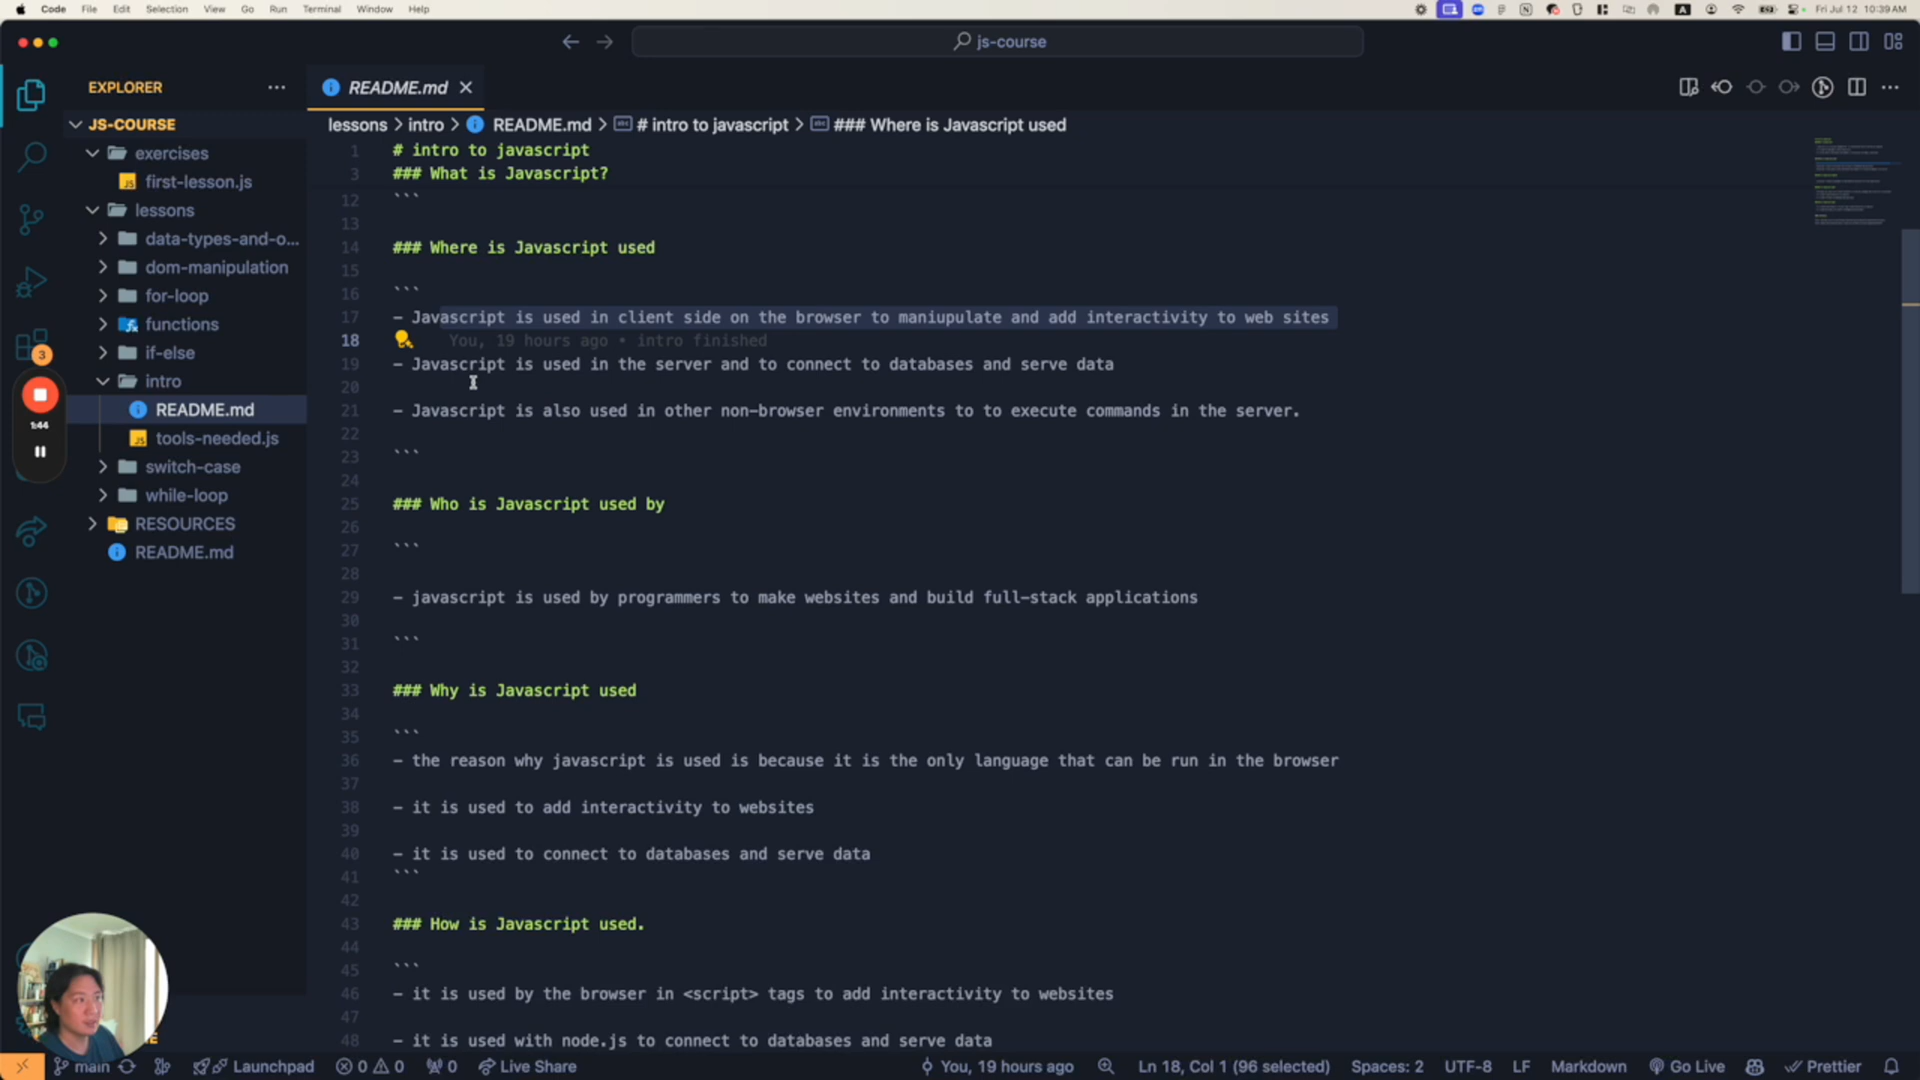 Code File Edit Selection View Go Run Terminal Window Help
Fri Jul 12 10:39 AM
js-course
EXPLORER
README.md
JS-COURSE
exercises
first-lesson.js
lessons
data-types-and-o...
dom-manipulation
for-loop
functions
if-else
intro
README.md
tools-needed.js
switch-case
while-loop
RESOURCES
README.md
3
1:44
lessons > intro > README.md > # intro to javascript > ### Where is Javascript used
1 # intro to javascript
3 ### What is Javascript?
12 ```
13
14 ### Where is Javascript used
15
16 ```
17 - Javascript is used in client side on the browser to maniupulate and add interactivity to web sites
18 You, 19 hours ago • intro finished
19 - Javascript is used in the server and to connect to databases and serve data
20
21 - Javascript is also used in other non-browser environments to to execute commands in the server.
22
23 ```
24
25 ### Who is Javascript used by
26
27 ```
28
29 - javascript is used by programmers to make websites and build full-stack applications
30
31 ```
32
33 ### Why is Javascript used
34
35 ```
36 - the reason why javascript is used is because it is the only language that can be run in the browser
37
38 - it is used to add interactivity to websites
39
40 - it is used to connect to databases and serve data
41 ```
42
43 ### How is Javascript used.
44
45 ```
46 - it is used by the browser in <script> tags to add interactivity to websites
47
48 - it is used with node.js to connect to databases and serve data
main Launchpad 0 0 0 Live Share You, 19 hours ago Ln 18, Col 1 (96 selected) Spaces: 2 UTF-8 LF Markdown Go Live Prettier